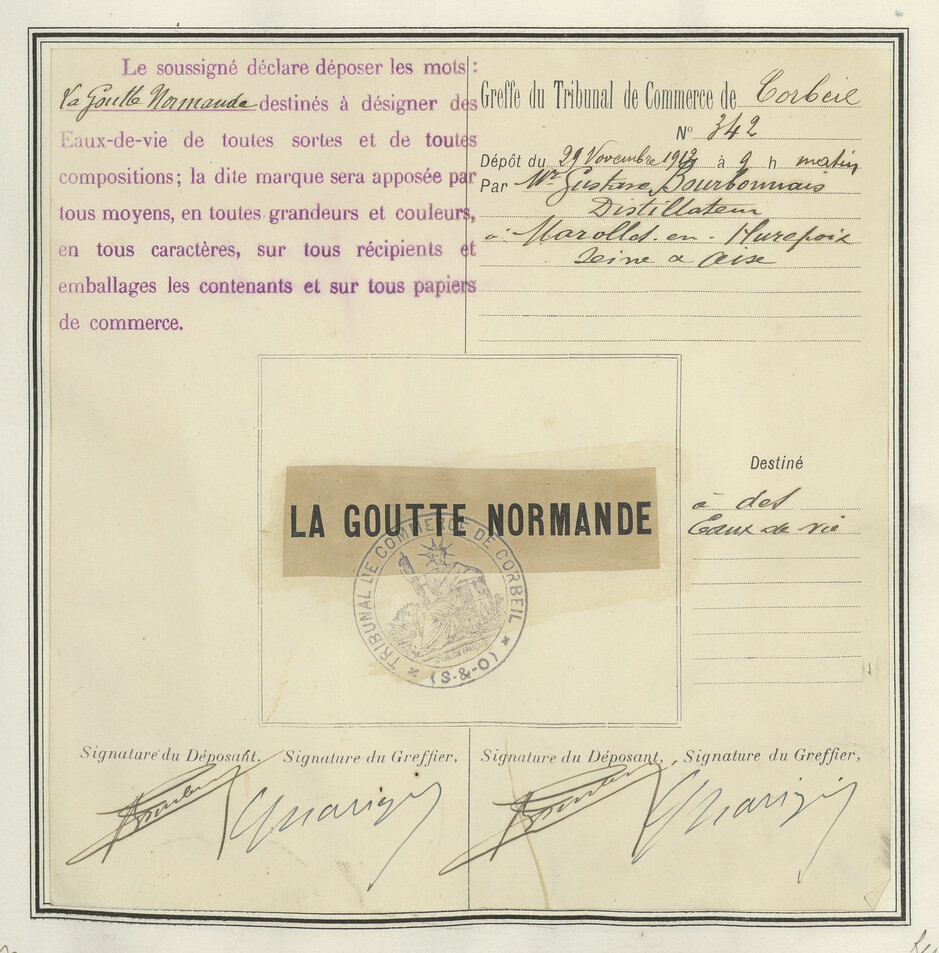 Le soussigné déclare déposer les mots:
La Goutte Normande destinés à désigner des
Eaux-de-vie de toutes sortes et de toutes
compositions; la dite marque sera apposée par
tous moyens, en toutes grandeurs et couleurs,
en tous caractères, sur tous récipients et
emballages les contenants et sur tous papiers
de commerce.
Greffe du Tribunal de Commerce de Corbeil
N° 342
Dépôt du 29 Novembre à 9 h matin
Par Mr Gustave Bourbonnais
Distillateur
à Marolles-en-Hurepoix
Seine & Oise
LA GOUTTE NORMANDE
TRIBUNAL DE COMMERCE DE CORBEIL
(S-&-O)
Destiné
à des
Eaux de vie
Signature du Déposant, Signature du Greffier,
Signature du Déposant, Signature du Greffier,